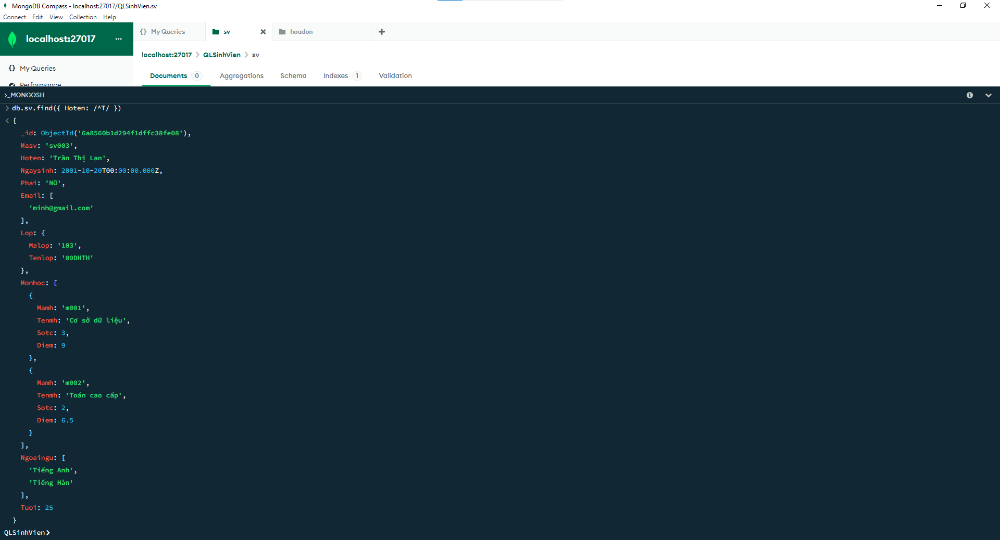 MongoDB Compass - localhost:27017/QLSinhVien.sv
Connect Edit View Collection Help
localhost:27017 ...
{} My Queries
sv
hoadon
localhost:27017 > QLSinhVien > sv
{} My Queries
Performance
Documents 0 Aggregations Schema Indexes 1 Validation
>_MONGOSH
> db.sv.find({ Hoten: /^T/ })
< {
_id: ObjectId('6a8560b1d294f1dffc38fe08'),
Masv: 'sv003',
Hoten: 'Trần Thị Lan',
Ngaysinh: 2001-10-20T00:00:00.000Z,
Phai: 'Nữ',
Email: [
'minh@gmail.com'
],
Lop: {
Malop: '103',
Tenlop: '09DHTH'
},
Monhoc: [
{
Mamh: 'm001',
Tenmh: 'Cơ sở dữ liệu',
Sotc: 3,
Diem: 9
},
{
Mamh: 'm002',
Tenmh: 'Toán cao cấp',
Sotc: 2,
Diem: 6.5
}
],
Ngoaingu: [
'Tiếng Anh',
'Tiếng Hàn'
],
Tuoi: 25
}
QLSinhVien>